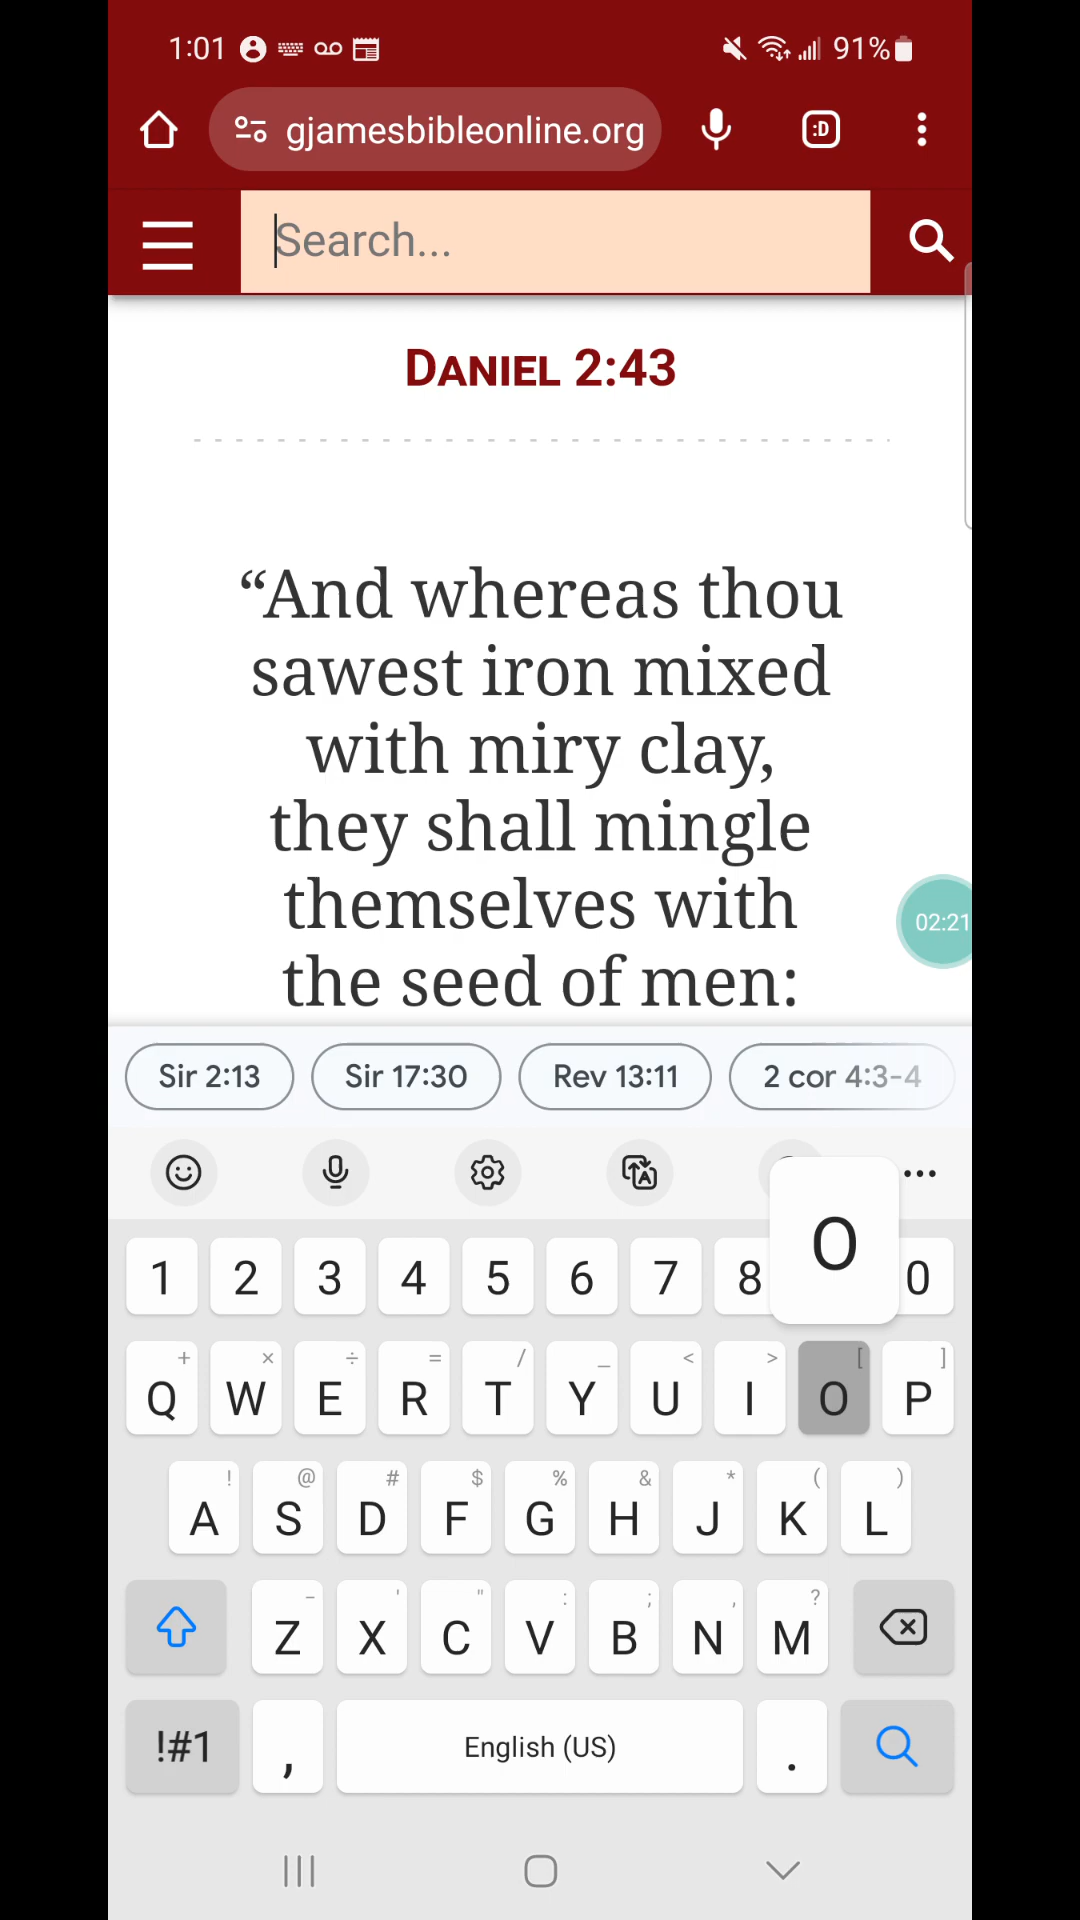 1:01 91%
gjamesbibleonline.org :D
Search...
DANIEL 2:43
“And whereas thou
sawest iron mixed
with miry clay,
they shall mingle
themselves with
the seed of men:
02:21
Sir 2:13 Sir 17:30 Rev 13:11 2 cor 4:3-4
O
1 2 3 4 5 6 7 8 0
+ × ÷ = / _ < > [ ]
Q W E R T Y U I O P
! @ # $ % & * ( )
A S D F G H J K L
- ' " : ; , ?
Z X C V B N M
!#1 , English (US) .